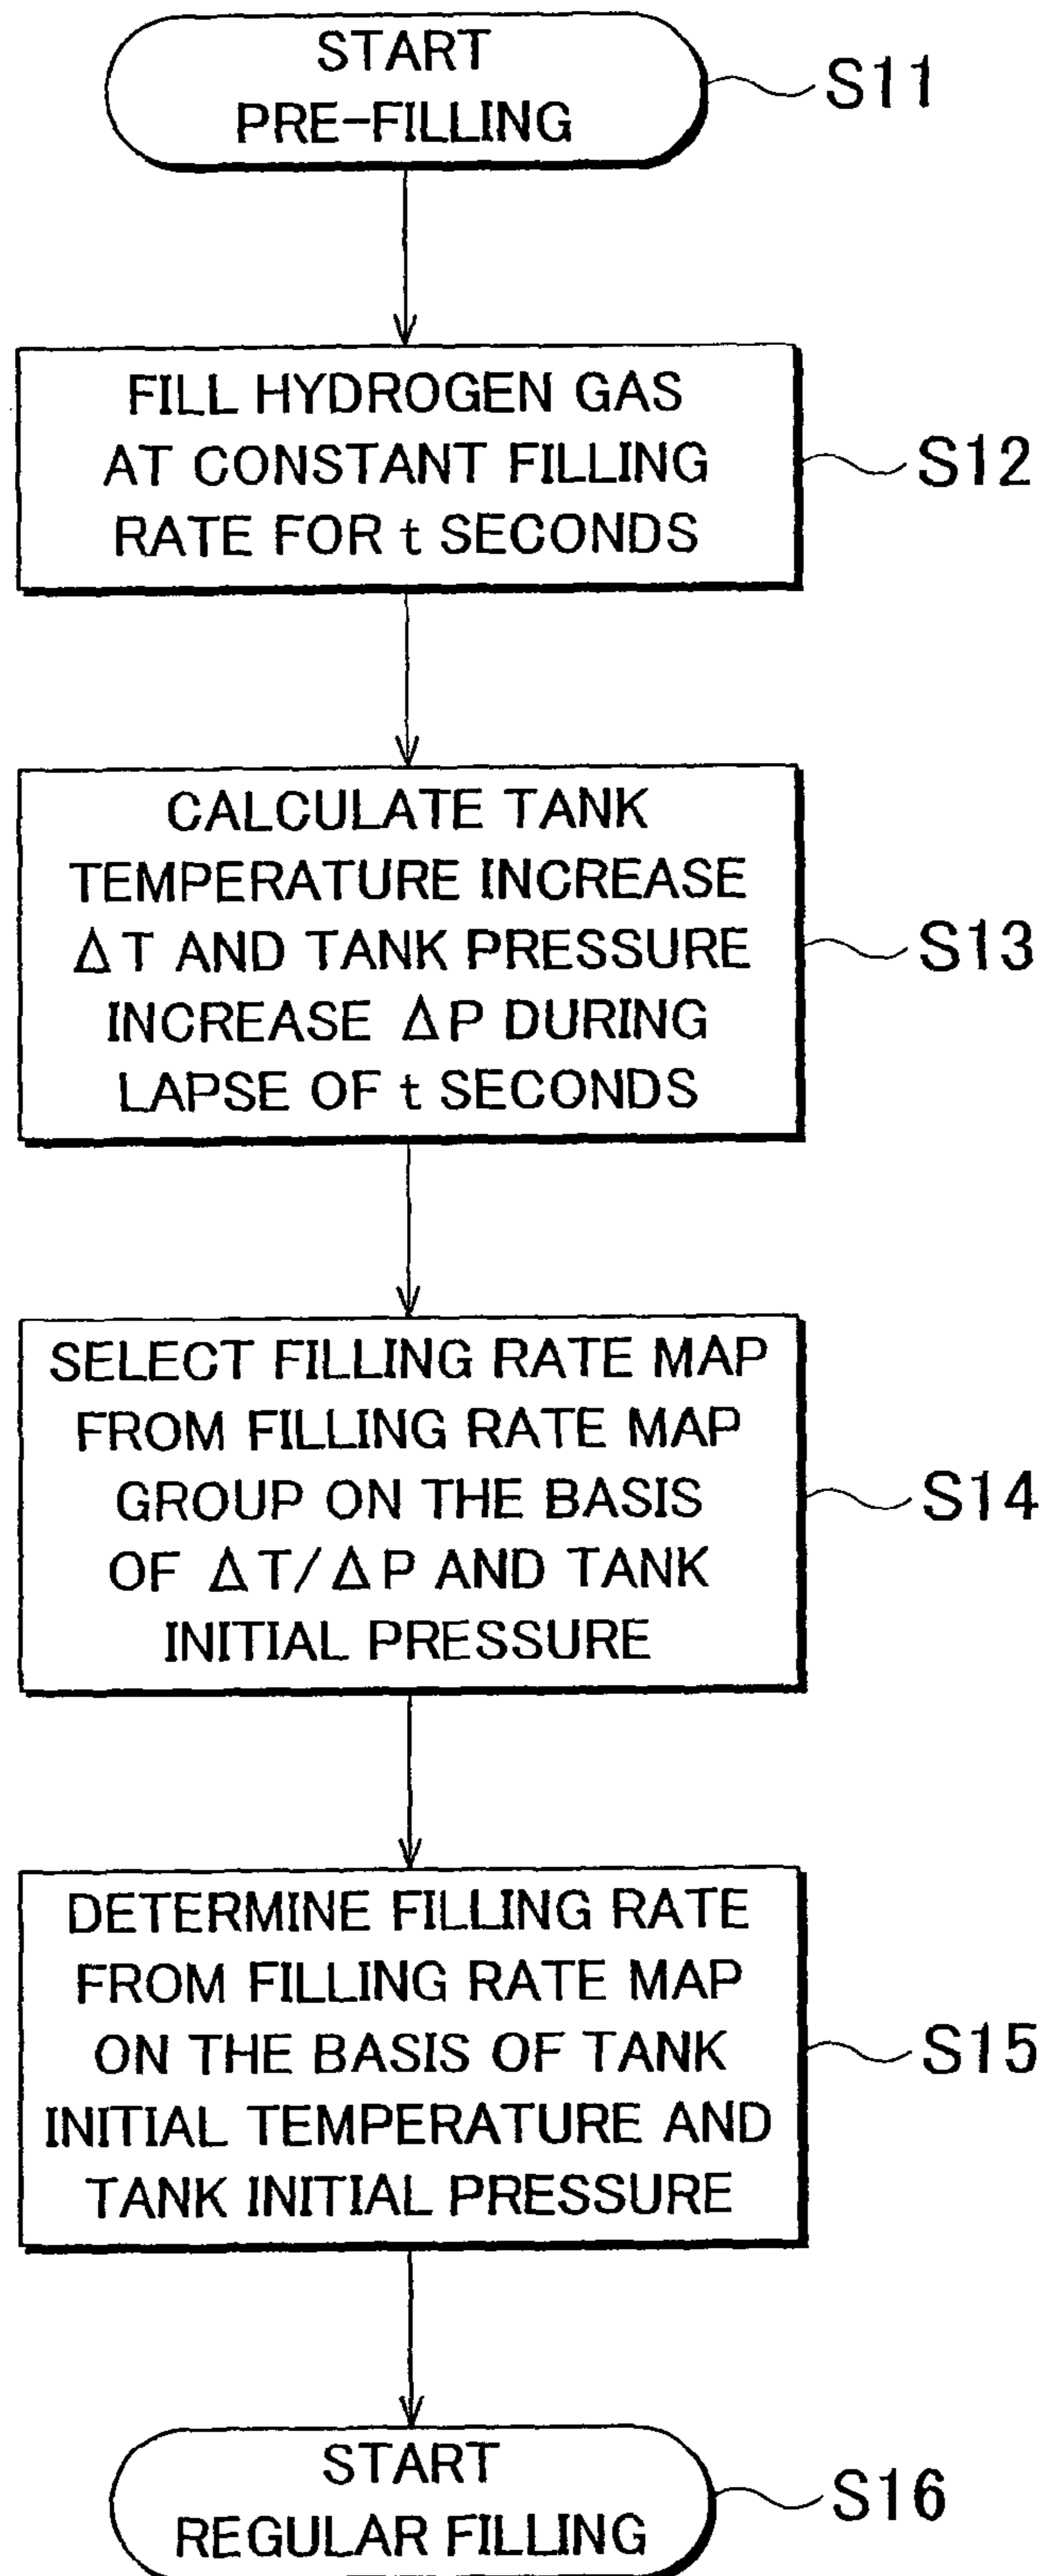 START
PRE-FILLING
S11
FILL HYDROGEN GAS
AT CONSTANT FILLING
RATE FOR t SECONDS
S12
CALCULATE TANK
TEMPERATURE INCREASE
ΔT AND TANK PRESSURE
INCREASE ΔP DURING
LAPSE OF t SECONDS
S13
SELECT FILLING RATE MAP
FROM FILLING RATE MAP
GROUP ON THE BASIS
OF ΔT/ΔP AND TANK
INITIAL PRESSURE
S14
DETERMINE FILLING RATE
FROM FILLING RATE MAP
ON THE BASIS OF TANK
INITIAL TEMPERATURE AND
TANK INITIAL PRESSURE
S15
START
REGULAR FILLING
S16